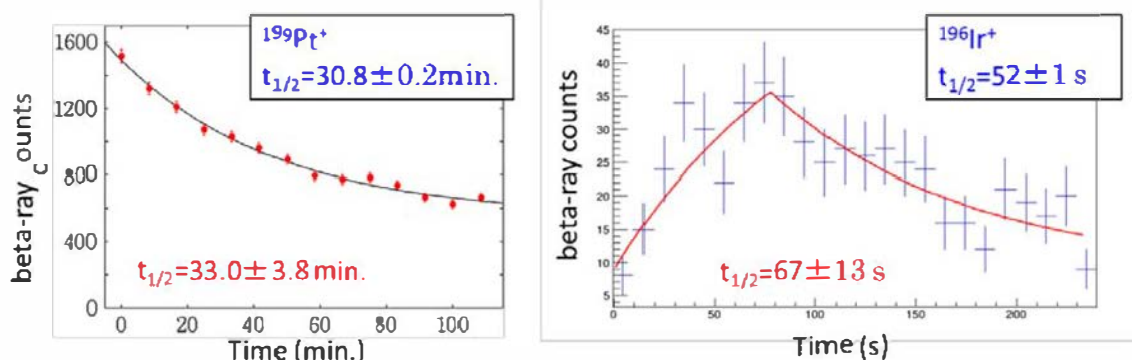 199Pt+
t1/2=30.8±0.2min.
beta-ray counts
1600
1200
800
400
0
t1/2=33.0±3.8 min.
0 20 40 60 80 100
Time (min.)
196Ir+
t1/2=52±1 s
beta-ray counts
45
40
35
30
25
20
15
10
5
t1/2=67±13 s
0 50 100 150 200
Time (s)